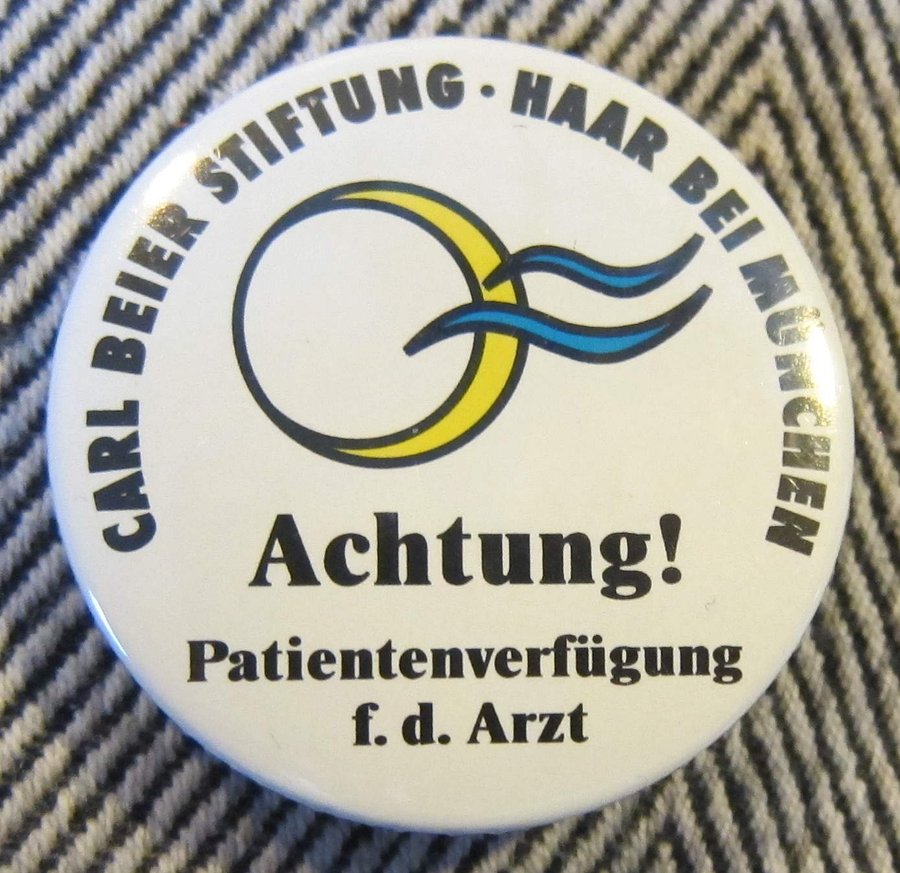 CARL BEIER STIFTUNG · HAAR BEI MÜNCHEN
Achtung!
Patientenverfügung
f. d. Arzt